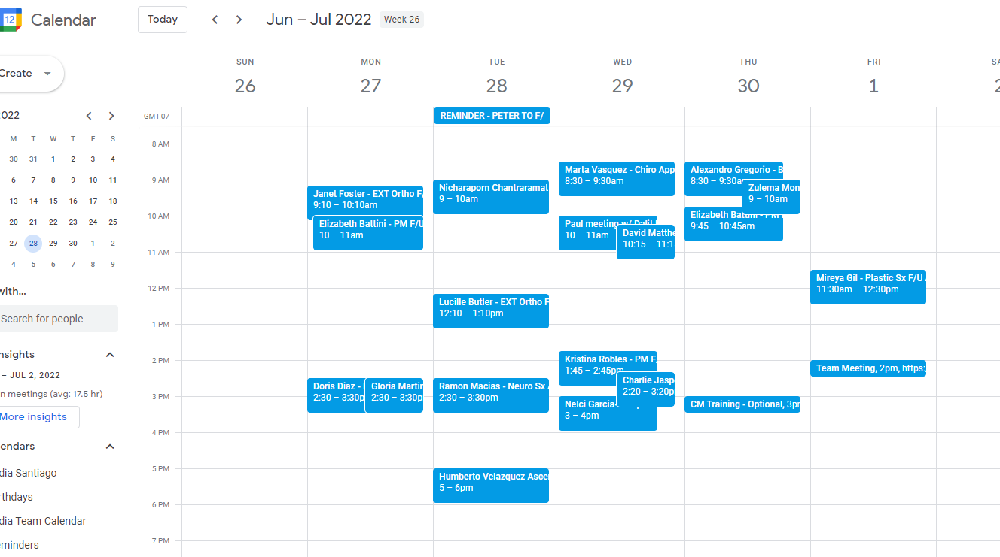 12 Calendar Today Jun – Jul 2022 Week 26
Create
SUN MON TUE WED THU FRI SA
26 27 28 29 30 1 2
2022
GMT-07
M T W T F S
30 31 1 2 3 4
6 7 8 9 10 11
13 14 15 16 17 18
20 21 22 23 24 25
27 28 29 30 1 2
4 5 6 7 8 9
with...
Search for people
nsights
– JUL 2, 2022
n meetings (avg: 17.5 hr)
More insights
endars
dia Santiago
rthdays
dia Team Calendar
eminders
8 AM
9 AM
10 AM
11 AM
12 PM
1 PM
2 PM
3 PM
4 PM
5 PM
6 PM
7 PM
Janet Foster - EXT Ortho F/
9:10 – 10:10am
Elizabeth Battini - PM F/U
10 – 11am
Doris Diaz -
2:30 – 3:30p
Gloria Martin
2:30 – 3:30p
REMINDER - PETER TO F/
Nicharaporn Chantraramat
9 – 10am
Lucille Butler - EXT Ortho F
12:10 – 1:10pm
Ramon Macias - Neuro Sx
2:30 – 3:30pm
Humberto Velazquez Ascen
5 – 6pm
Marta Vasquez - Chiro App
8:30 – 9:30am
Paul meeting w/ Dalit
10 – 11am
David Matthe
10:15 – 11:1
Kristina Robles - PM F/
1:45 – 2:45pm
Charlie Jasp
2:20 – 3:20p
Nelci Garcia-
3 – 4pm
Alexandro Gregorio - B
8:30 – 9:30a
Zulema Mon
9 – 10am
Elizabeth Battini - PM
9:45 – 10:45am
CM Training - Optional, 3pr
Mireya Gil - Plastic Sx F/U
11:30am – 12:30pm
Team Meeting, 2pm, https: